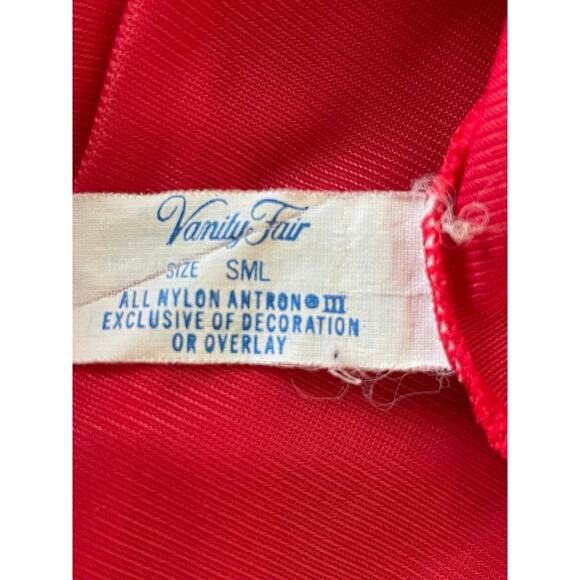 Vanity Fair
SIZE SML
ALL NYLON ANTRON® III
EXCLUSIVE OF DECORATION
OR OVERLAY